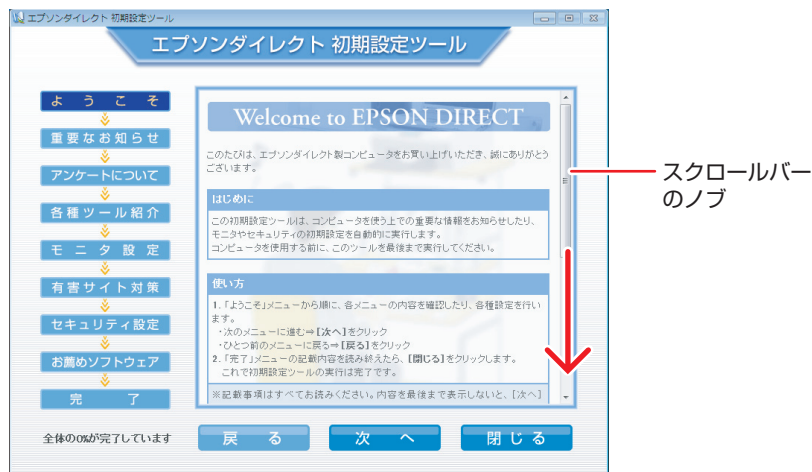 エプソンダイレクト 初期設定ツール
エプソンダイレクト 初期設定ツール
よ う こ そ
重要なお知らせ
アンケートについて
各種ツール紹介
モ ニ タ 設 定
有害サイト対策
セキュリティ設定
お薦めソフトウェア
完 了
Welcome to EPSON DIRECT
このたびは、エプソンダイレクト製コンピュータをお買い上げいただき、誠にありがとう
ございます。
はじめに
この初期設定ツールは、コンピュータを使う上での重要な情報をお知らせしたり、
モニタやセキュリティの初期設定を自動的に実行します。
コンピュータを使用する前に、このツールを最後まで実行してください。
使い方
1.「ようこそ」メニューから順に、各メニューの内容を確認したり、各種設定を行い
ます。
・次のメニューに進む⇒[次へ]をクリック
・ひとつ前のメニューに戻る⇒[戻る]をクリック
2.「完了」メニューの記載内容を読み終えたら、[閉じる]をクリックします。
これで初期設定ツールの実行は完了です。
※記載事項はすべてお読みください。内容を最後まで表示しないと、[次へ]
スクロールバー
のノブ
全体の0%が完了しています
戻 る
次 へ
閉 じ る